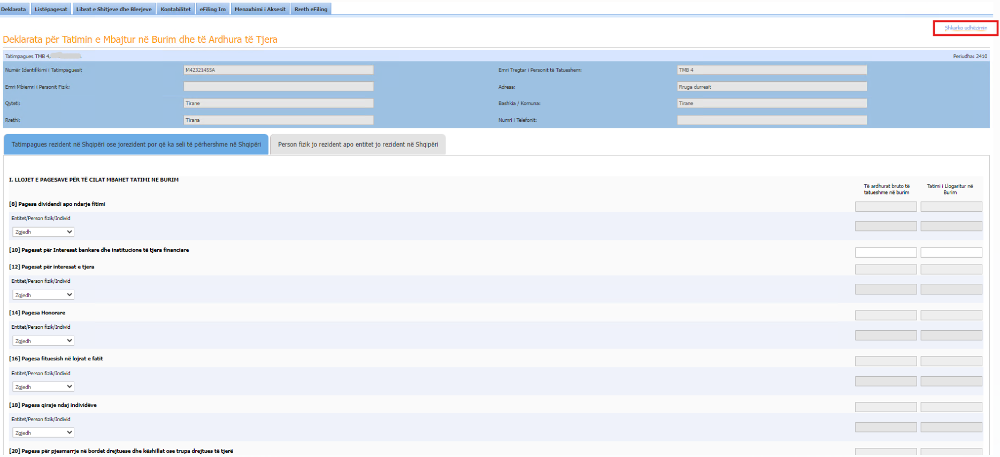 Deklarata Listëpagesat Librat e Shitjeve dhe Blerjeve Kontabilitet eFiling Im Menaxhimi i Aksesit Rreth eFiling
Shkarko udhëzimin
Deklarata për Tatimin e Mbajtur në Burim dhe të Ardhura të Tjera
Tatimpagues TMB 4, Periudha: 2410
Numër Identifikimi i Tatimpaguesit M42321455A Emri Tregtar i Personit të Tatueshem: TMB 4
Emri Mbiemri i Personit Fizik: Adresa: Rruga durresit
Qyteti: Tirane Bashkia / Komuna: Tirane
Rrethi: Tirana Numri i Telefonit:
Tatimpagues rezident në Shqipëri ose jorezident por që ka seli të përhershme në Shqipëri Person fizik jo rezident apo entitet jo rezident në Shqipëri
I. LLOJET E PAGESAVE PËR TË CILAT MBAHET TATIMI NE BURIM
Të ardhurat bruto të tatueshme në burim Tatimi i Llogaritur në Burim
[8] Pagesa dividendi apo ndarje fitimi
Entitet/Person fizik/Individ
Zgjedh
[10] Pagesat për Interesat bankare dhe institucione të tjera financiare
[12] Pagesat për interesat e tjera
Entitet/Person fizik/Individ
Zgjedh
[14] Pagesa Honorare
Entitet/Person fizik/Individ
Zgjedh
[16] Pagesa fituesish në lojrat e fatit
Entitet/Person fizik/Individ
Zgjedh
[18] Pagesa qiraje ndaj individëve
Entitet/Person fizik/Individ
Zgjedh
[20] Pagesa për pjesmarrje në bordet drejtuese dhe këshillat ose trupa drejtues të tjerë